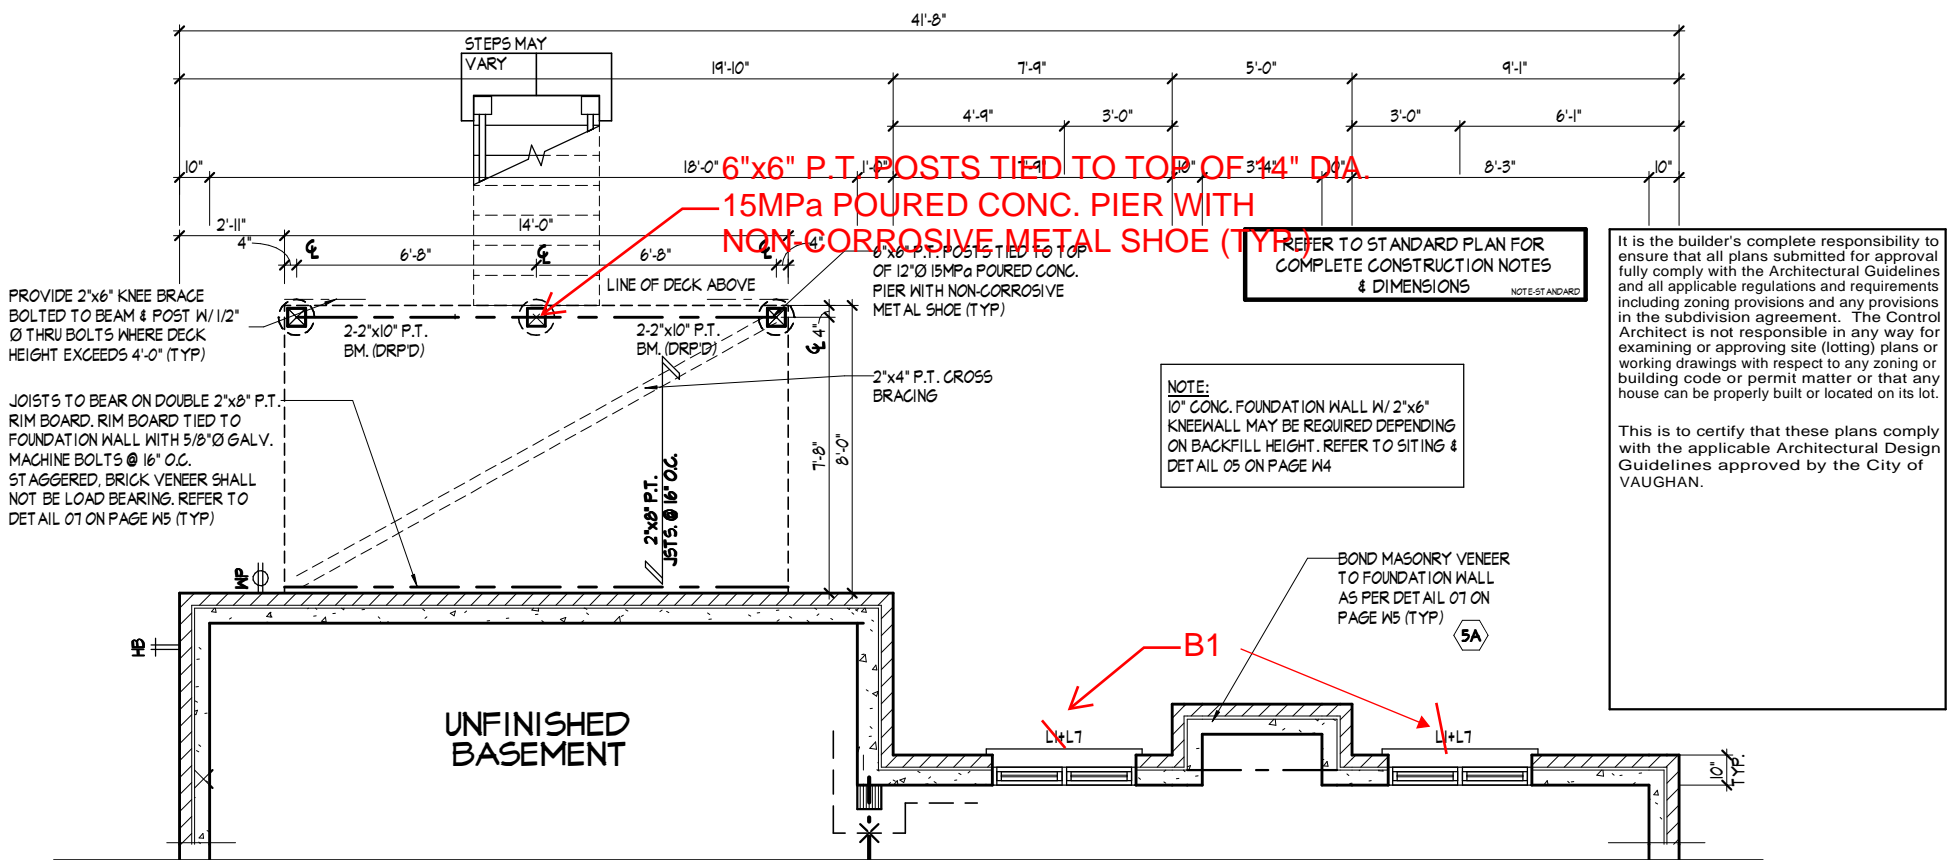 41'-8"
STEPS MAY
VARY
19'-10"
7'-9"
5'-0"
9'-1"
4'-9"
3'-0"
3'-0"
6'-1"
10"
18'-0"
1'-0"
7'-9"
10"
3'-4"
10"
8'-3"
10"
6"x6" P.T. POSTS TIED TO TOP OF 14" DIA.
15MPa POURED CONC. PIER WITH
NON-CORROSIVE METAL SHOE (TYP.)
2'-11"
14'-0"
4"
6'-8"
6'-8"
4"
LINE OF DECK ABOVE
6"x6" P.T. POSTS TIED TO TOP
OF 12"Ø 15MPa POURED CONC.
PIER WITH NON-CORROSIVE
METAL SHOE (TYP)
REFER TO STANDARD PLAN FOR
COMPLETE CONSTRUCTION NOTES
& DIMENSIONS
NOTE-STANDARD
PROVIDE 2"x6" KNEE BRACE
BOLTED TO BEAM & POST W/ 1/2"
Ø THRU BOLTS WHERE DECK
HEIGHT EXCEEDS 4'-0" (TYP)
2-2"x10" P.T.
BM. (DRP'D)
2-2"x10" P.T.
BM. (DRP'D)
4"
2"x4" P.T. CROSS
BRACING
JOISTS TO BEAR ON DOUBLE 2"x8" P.T.
RIM BOARD. RIM BOARD TIED TO
FOUNDATION WALL WITH 5/8"Ø GALV.
MACHINE BOLTS @ 16" O.C.
STAGGERED, BRICK VENEER SHALL
NOT BE LOAD BEARING. REFER TO
DETAIL 07 ON PAGE W5 (TYP)
7'-8"
8'-0"
2"x8" P.T.
JSTS. @ 16" O.C.
NOTE:
10" CONC. FOUNDATION WALL W/ 2"x6"
KNEEWALL MAY BE REQUIRED DEPENDING
ON BACKFILL HEIGHT. REFER TO SITING &
DETAIL 05 ON PAGE W4
It is the builder's complete responsibility to
ensure that all plans submitted for approval
fully comply with the Architectural Guidelines
and all applicable regulations and requirements
including zoning provisions and any provisions
in the subdivision agreement. The Control
Architect is not responsible in any way for
examining or approving site (lotting) plans or
working drawings with respect to any zoning or
building code or permit matter or that any
house can be properly built or located on its lot.
This is to certify that these plans comply
with the applicable Architectural Design
Guidelines approved by the City of
VAUGHAN.
WP
HB
BOND MASONRY VENEER
TO FOUNDATION WALL
AS PER DETAIL 07 ON
PAGE W5 (TYP)
5A
B1
UNFINISHED
BASEMENT
L1+L7
L1+L7
10"
TYP.